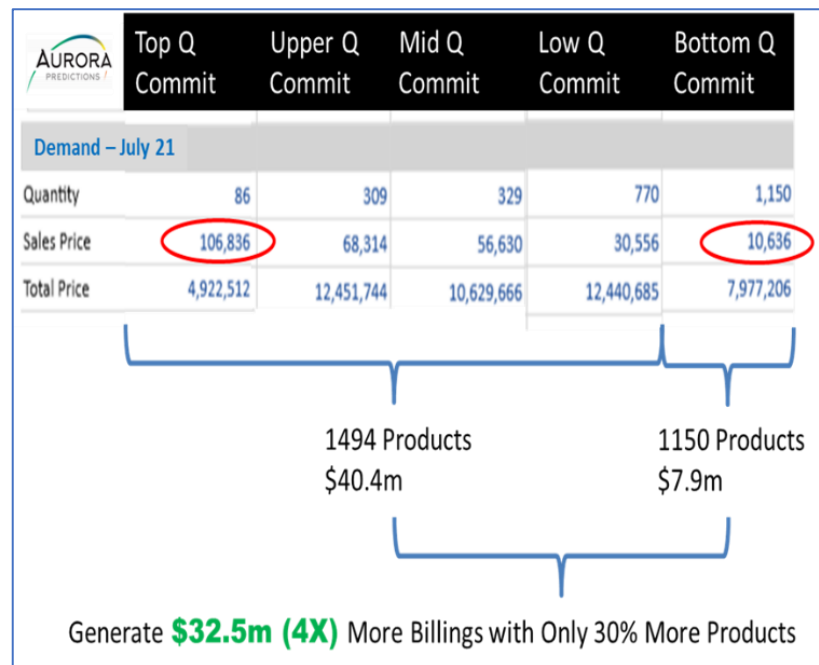 AURORA
PREDICTIONS
Top Q Upper Q Mid Q Low Q Bottom Q
Commit Commit Commit Commit Commit
Demand – July 21
Quantity 86 309 329 770 1,150
Sales Price 106,836 68,314 56,630 30,556 10,636
Total Price 4,922,512 12,451,744 10,629,666 12,440,685 7,977,206
1494 Products 1150 Products
$40.4m $7.9m
Generate $32.5m (4X) More Billings with Only 30% More Products